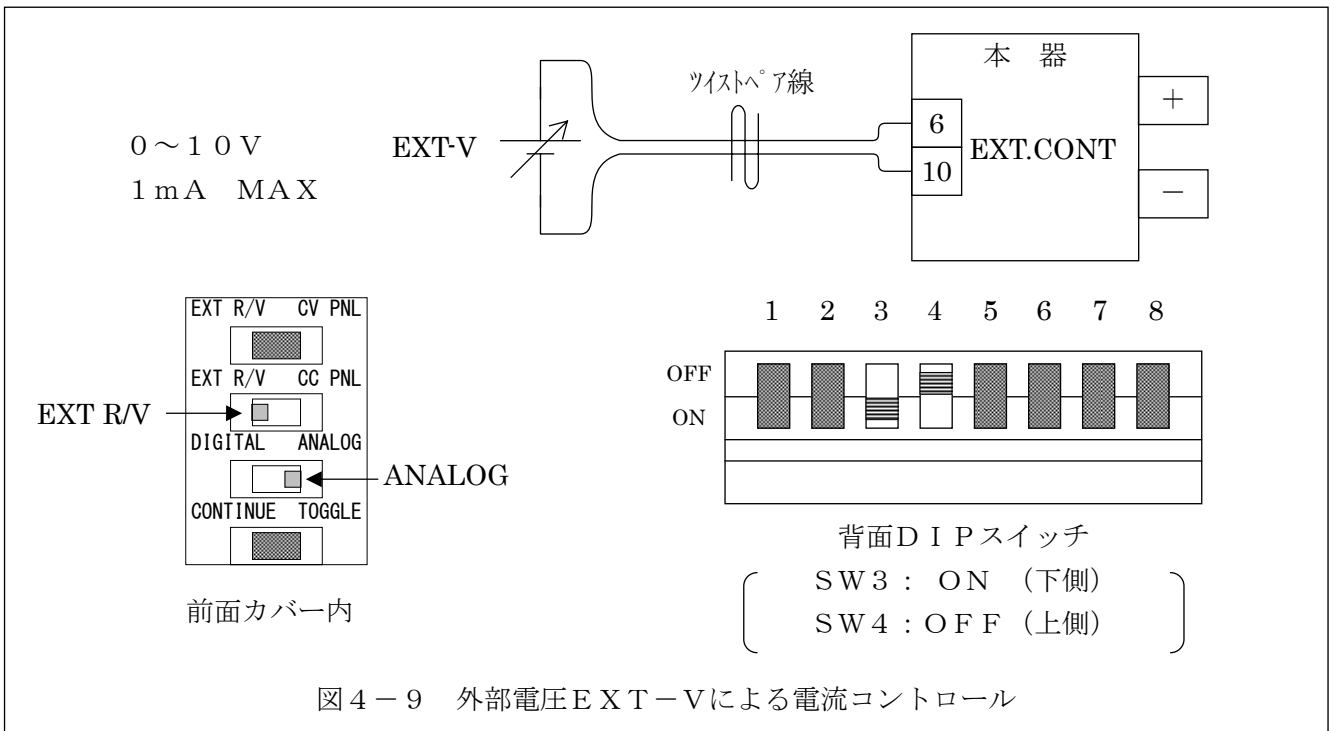 本　器
ﾂｲｽﾄﾍﾟｱ線
＋
0～10V
EXT-V
6
EXT.CONT
1mA　MAX
10
－
EXT R/V CV PNL
1 2 3 4 5 6 7 8
EXT R/V CC PNL
OFF
EXT R/V
ON
DIGITAL ANALOG
ANALOG
CONTINUE TOGGLE
背面DIPスイッチ
SW3：ON（下側）
前面カバー内
SW4：OFF（上側）
図4－9　外部電圧EXT－Vによる電流コントロール